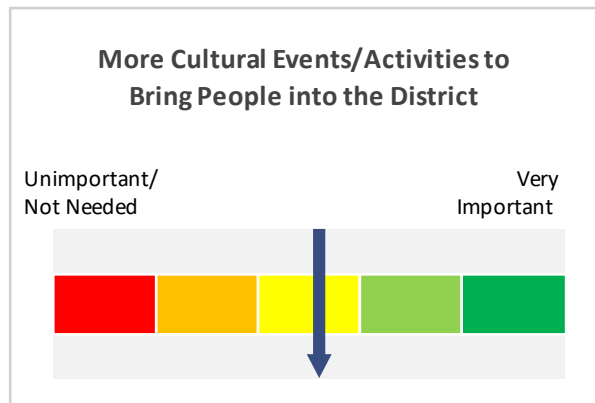 More Cultural Events/Activities to
Bring People into the District
Unimportant/
Not Needed
Very
Important